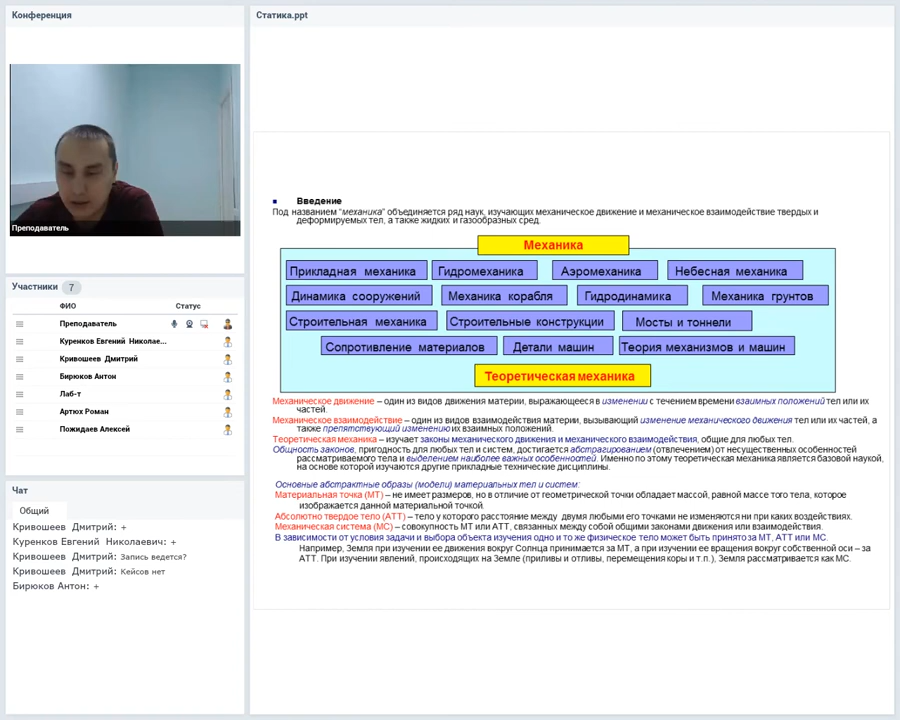 Конференция
Преподаватель
Участники 7
ФИО Статус
Преподаватель
Куренков Евгений Николае...
Кривошеев Дмитрий
Бирюков Антон
Лаб-т
Артюх Роман
Пожидаев Алексей
Чат
Общий
Кривошеев Дмитрий: +
Куренков Евгений Николаевич: +
Кривошеев Дмитрий: Запись ведется?
Кривошеев Дмитрий: Кейсов нет
Бирюков Антон: +
Статика.ppt
Введение
Под названием "механика" объединяется ряд наук, изучающих механическое движение и механическое взаимодействие твердых и
деформируемых тел, а также жидких и газообразных сред.
Механика
Прикладная механика Гидромеханика Аэромеханика Небесная механика
Динамика сооружений Механика корабля Гидродинамика Механика грунтов
Строительная механика Строительные конструкции Мосты и тоннели
Сопротивление материалов Детали машин Теория механизмов и машин
Теоретическая механика
Механическое движение – один из видов движения материи, выражающееся в изменении с течением времени взаимных положений тел или их
частей.
Механическое взаимодействие – один из видов взаимодействия материи, вызывающий изменение механического движения тел или их частей, а
также препятствующий изменению их взаимных положений.
Теоретическая механика – изучает законы механического движения и механического взаимодействия, общие для любых тел.
Общность законов, пригодность для любых тел и систем, достигается абстрагированием (отвлечением) от несущественных особенностей
рассматриваемого тела и выделением наиболее важных особенностей. Именно по этому теоретическая механика является базовой наукой,
на основе которой изучаются другие прикладные технические дисциплины.
Основные абстрактные образы (модели) материальных тел и систем:
Материальная точка (МТ) – не имеет размеров, но в отличие от геометрической точки обладает массой, равной массе того тела, которое
изображается данной материальной точкой.
Абсолютно твердое тело (АТТ) – тело у которого расстояние между двумя любыми его точками не изменяются ни при каких воздействиях.
Механическая система (МС) – совокупность МТ или АТТ, связанных между собой общими законами движения или взаимодействия.
В зависимости от условия задачи и выбора объекта изучения одно и то же физическое тело может быть принято за МТ, АТТ или МС.
Например, Земля при изучении ее движения вокруг Солнца принимается за МТ, а при изучении ее вращения вокруг собственной оси – за
АТТ. При изучении явлений, происходящих на Земле (приливы и отливы, перемещения коры и т.п.), Земля рассматривается как МС.